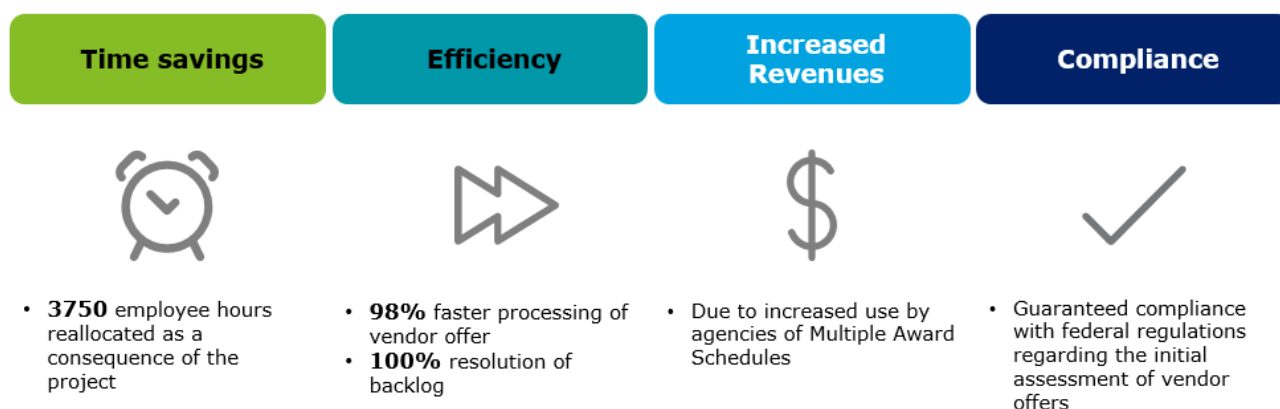 Time savings
Efficiency
Increased
Revenues
Compliance
• 3750 employee hours
reallocated as a
consequence of the
project
• 98% faster processing of
vendor offer
• 100% resolution of
backlog
• Due to increased use by
agencies of Multiple Award
Schedules
• Guaranteed compliance
with federal regulations
regarding the initial
assessment of vendor
offers